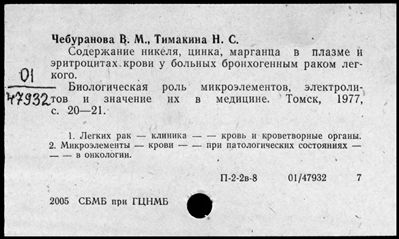 Чебуранова В. М., Тимакина Н. С.
Содержание никеля, цинка, марганца в плазме и
эритроцитах крови у больных бронхогенным раком лег-
кого.
01
47932
Биологическая роль микроэлементов, электроли-
тов и значение их в медицине. Томск, 1977,
с. 20—21.
1. Легких рак — клиника — — кровь и кроветворные органы.
2. Микроэлементы — крови — — при патологических состояниях —
— — в онкологии.
П-2-2в-8 01/47932 7
2005 СБМБ при ГЦНМБ